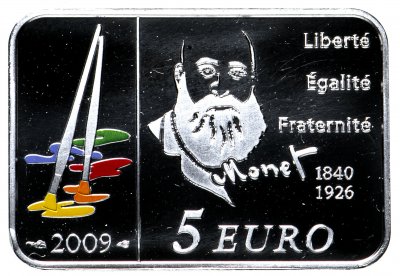 Liberté
Égalité
Fraternité
Monet
1840
1926
2009
5 EURO